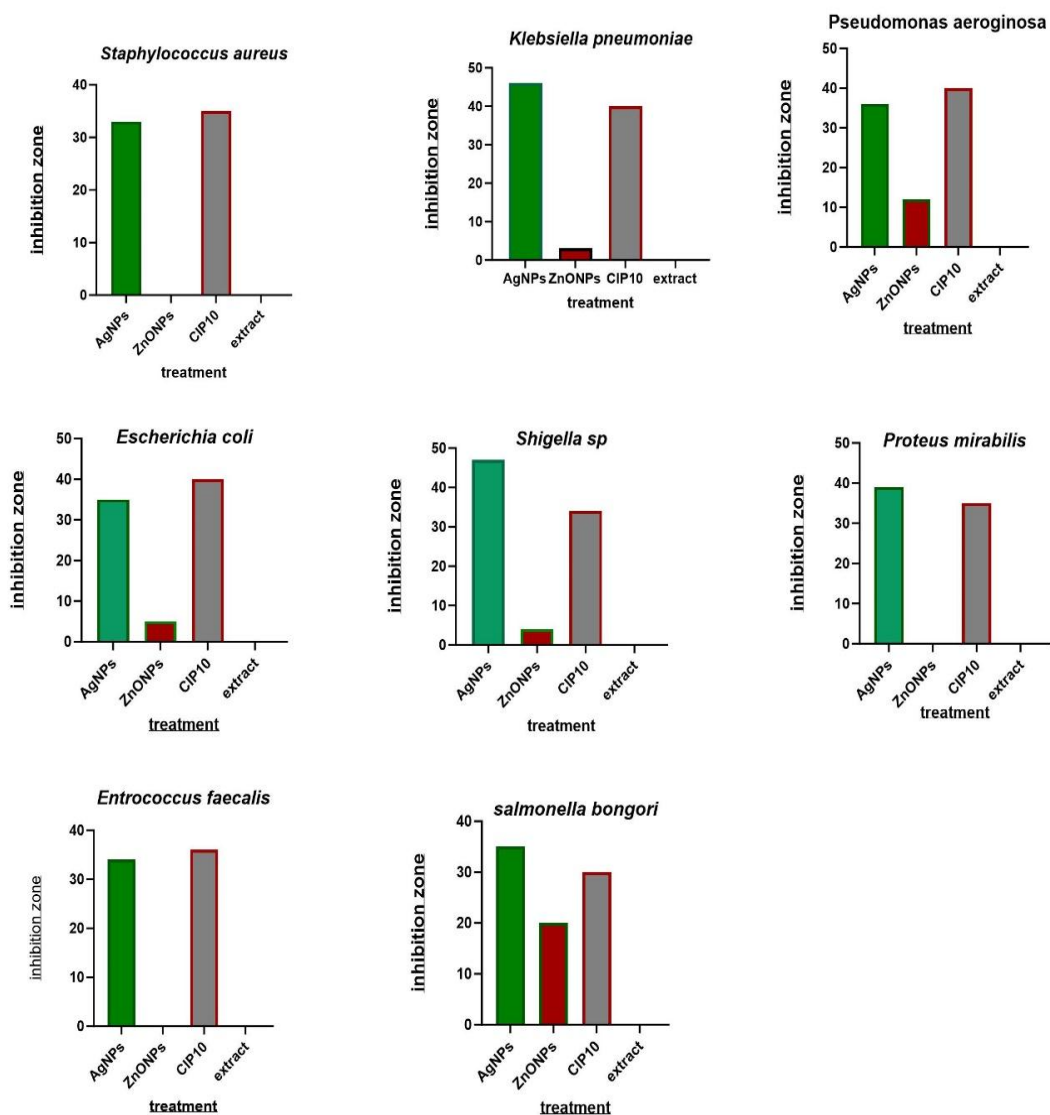 Staphylococcus aureus
inhibition zone
40
30
20
10
0
AgNPs
ZnONPs
CIP10
extract
treatment
Klebsiella pneumoniae
inhibition zone
50
40
30
20
10
0
AgNPs
ZnONPs
CIP10
extract
treatment
Pseudomonas aeroginosa
inhibition zone
50
40
30
20
10
0
AgNPs
ZnONPs
CIP10
extract
treatment
Escherichia coli
inhibition zone
50
40
30
20
10
0
AgNPs
ZnONPs
CIP10
extract
treatment
Shigella sp
inhibition zone
50
40
30
20
10
0
AgNPs
ZnONPs
CIP10
extract
treatment
Proteus mirabilis
inhibition zone
50
40
30
20
10
0
AgNPs
ZnONPs
CIP10
extract
treatment
Entrococcus faecalis
inhibition zone
40
30
20
10
0
AgNPs
ZnONPs
CIP10
extract
treatment
salmonella bongori
inhibition zone
40
30
20
10
0
AgNPs
ZnONPs
CIP10
extract
treatment